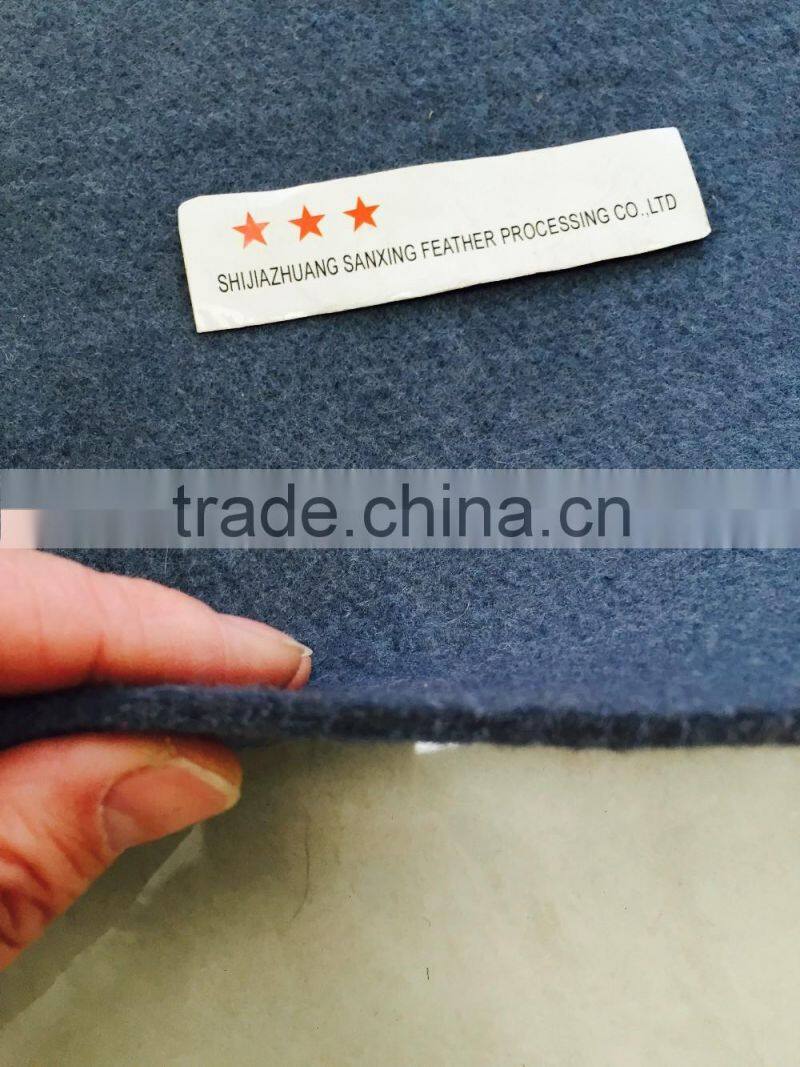 SHIJIAZHUANG SANXING FEATHER PROCESSING CO.,LTD
trade.china.cn